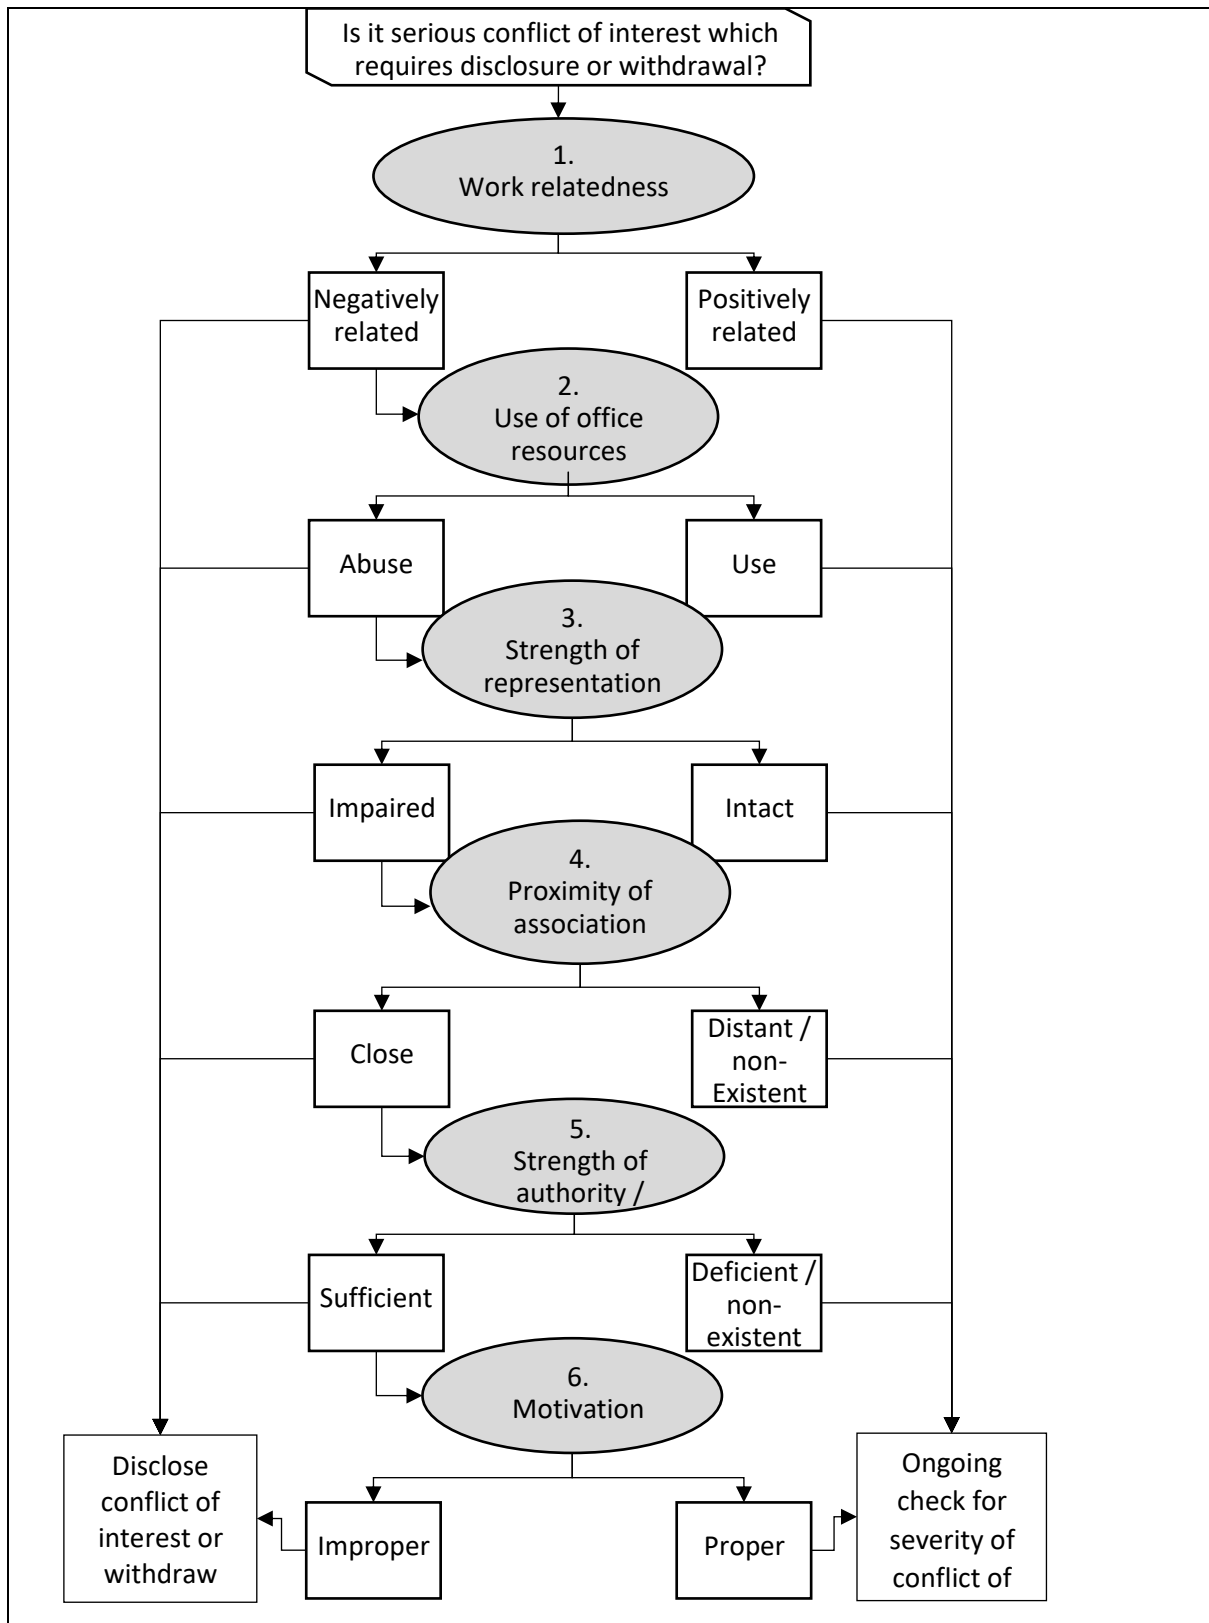 Is it serious conflict of interest which
requires disclosure or withdrawal?
1.
Work relatedness
Negatively
related
Positively
related
2.
Use of office
resources
Abuse
Use
3.
Strength of
representation
Impaired
Intact
4.
Proximity of
association
Close
Distant /
non-
Existent
5.
Strength of
authority /
Sufficient
Deficient /
non-
existent
6.
Motivation
Disclose
conflict of
interest or
withdraw
Improper
Proper
Ongoing
check for
severity of
conflict of